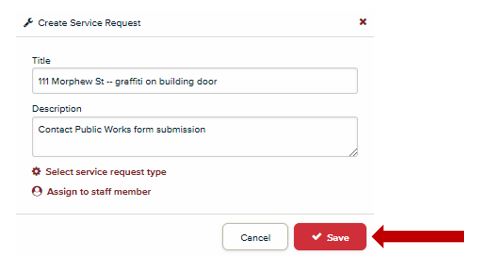 Create Service Request
Title
111 Morphew St -- graffiti on building door
Description
Contact Public Works form submission
Select service request type
Assign to staff member
Cancel
Save